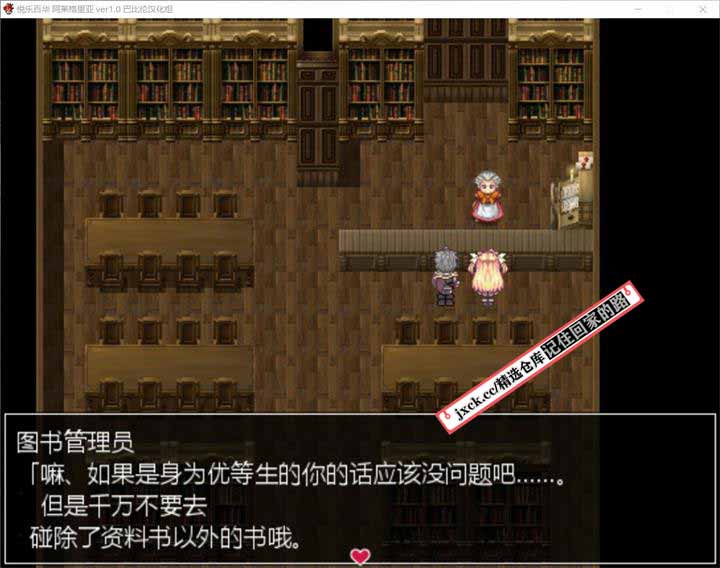 悦乐百华 阿莱格里亚 ver1.0 巴比伦汉化组
jxck.cc/精选仓库记住回家的路
图书管理员
「嘛、如果是身为优等生的你的话应该没问题吧……。
但是千万不要去
碰除了资料书以外的书哦。